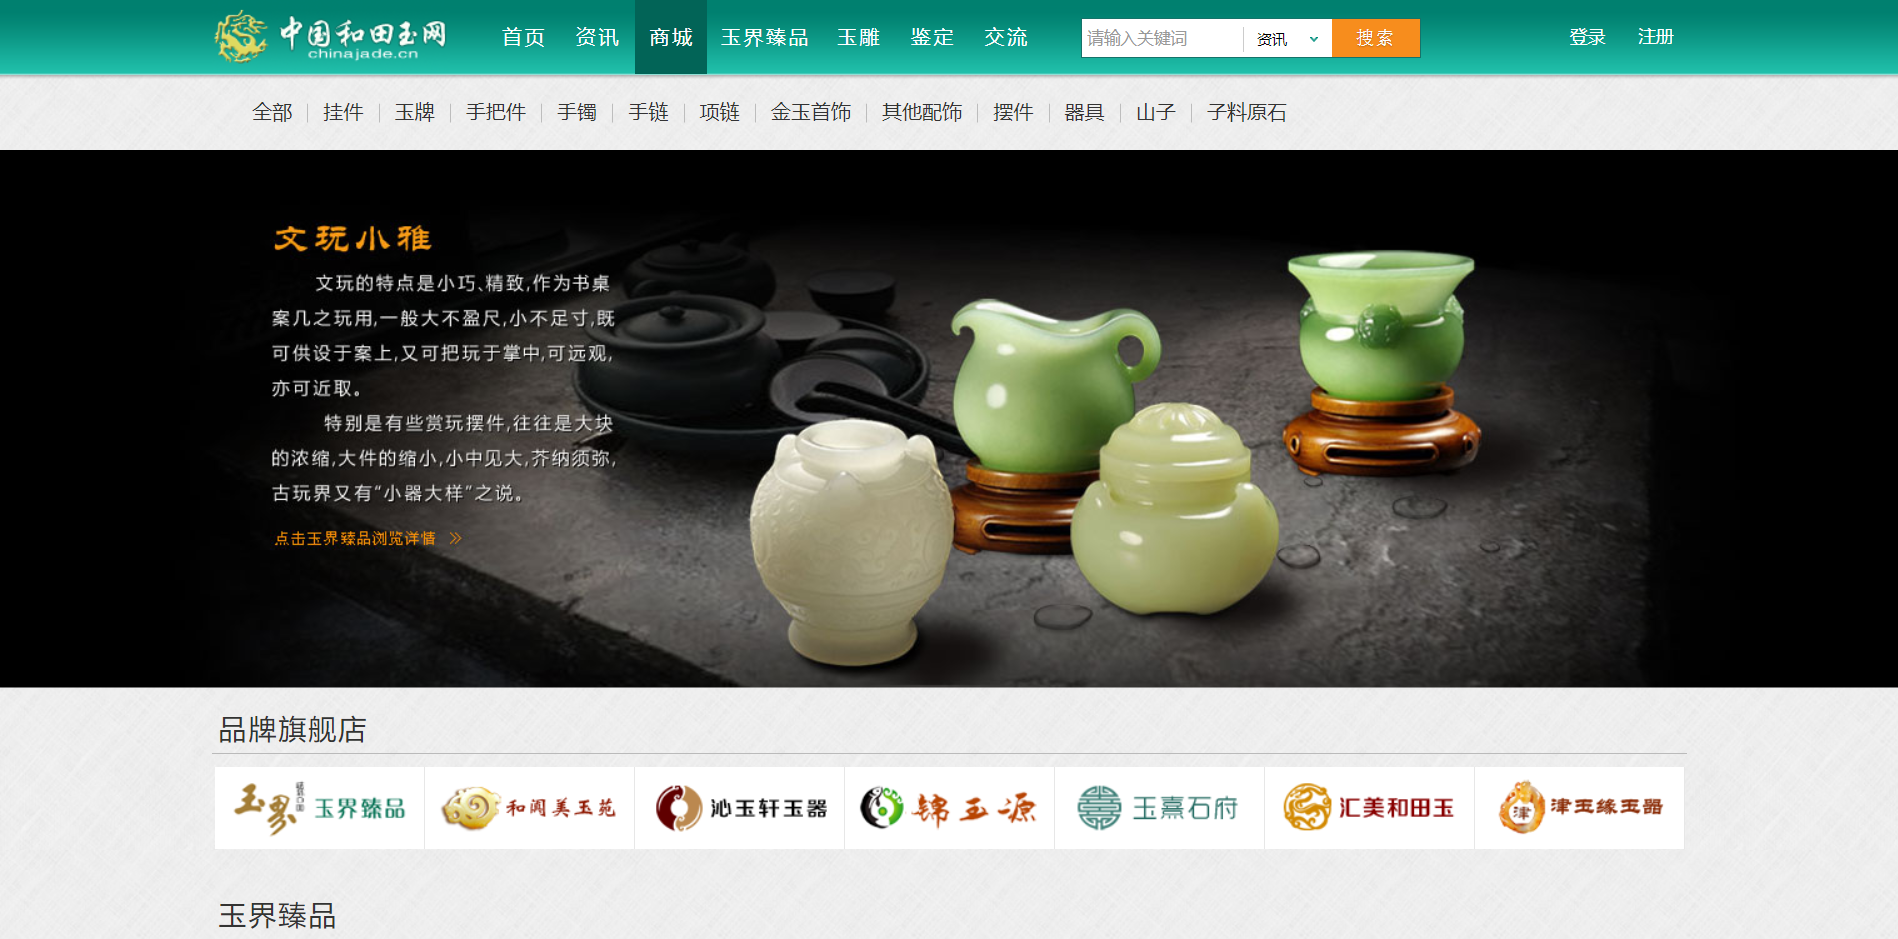 中国和田玉网
chinajade.cn
首页 资讯 商城 玉界臻品 玉雕 鉴定 交流
请输入关键词 资讯 搜索
登录 注册
全部 挂件 玉牌 手把件 手镯 手链 项链 金玉首饰 其他配饰 摆件 器具 山子 子料原石
文玩小雅
文玩的特点是小巧、精致,作为书桌
案几之玩用,一般大不盈尺,小不足寸,既
可供设于案上,又可把玩于掌中,可远观,
亦可近取。
特别是有些赏玩摆件,往往是大块
的浓缩,大件的缩小,小中见大,芥纳须弥,
古玩界又有“小器大样”之说。
点击玉界臻品浏览详情 »
品牌旗舰店
玉界 玉界臻品
和阗美玉苑
沁玉轩玉器
锦玉源
玉熹石府
汇美和田玉
津 津玉缘玉器
玉界臻品